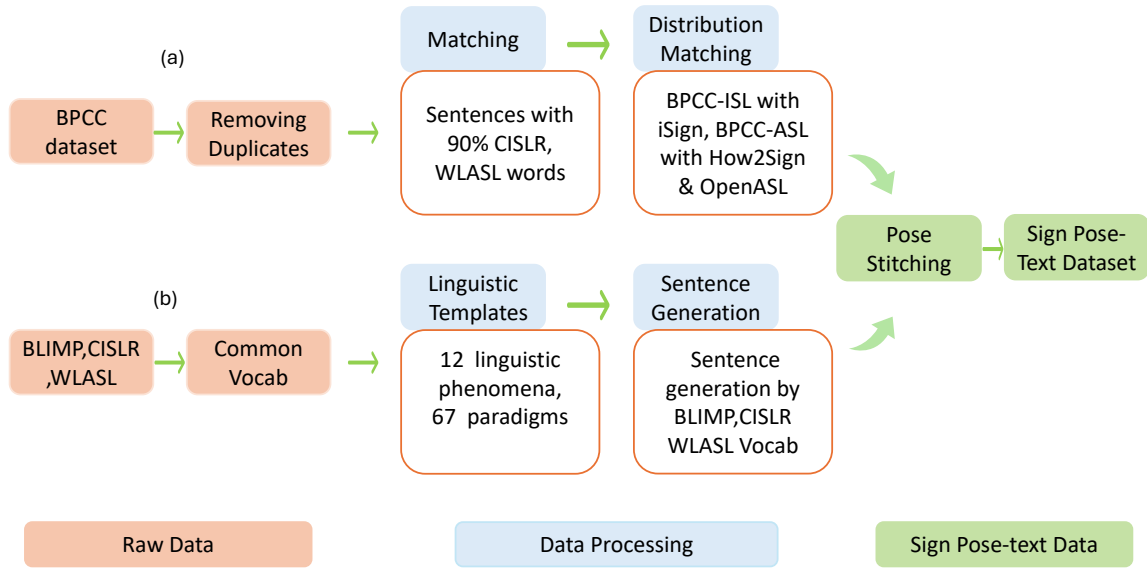 (a)
BPCC
dataset
Removing
Duplicates
Matching
Sentences with
90% CISLR,
WLASL words
Distribution
Matching
BPCC-ISL with
iSign, BPCC-ASL
with How2Sign
& OpenASL
Pose
Stitching
Sign Pose-
Text Dataset
(b)
BLIMP,CISLR
,WLASL
Common
Vocab
Linguistic
Templates
12 linguistic
phenomena,
67 paradigms
Sentence
Generation
Sentence
generation by
BLIMP,CISLR
WLASL Vocab
Raw Data
Data Processing
Sign Pose-text Data